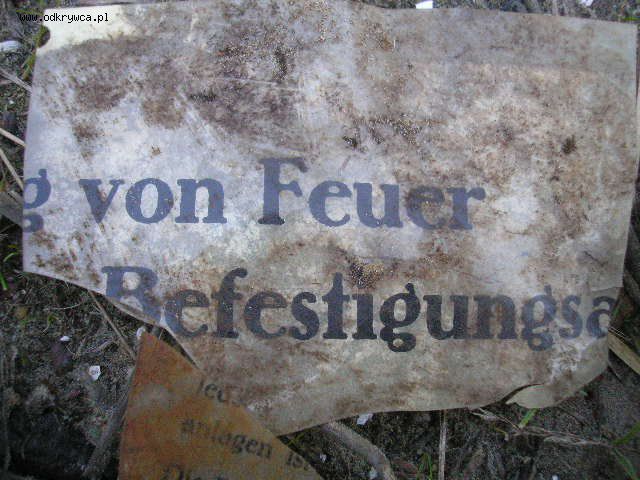 www.odkrywca.pl
g von Feuer
Befestigungsa
anlagen